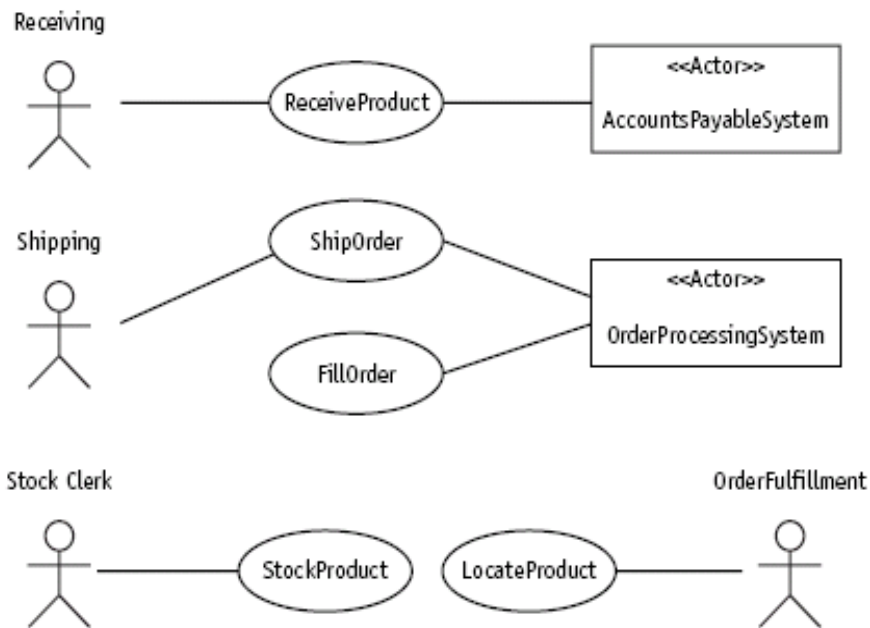 Receiving
<<Actor>>
ReceiveProduct
AccountsPayableSystem
Shipping
ShipOrder
<<Actor>>
OrderProcessingSystem
FillOrder
Stock Clerk
OrderFulfillment
StockProduct
LocateProduct